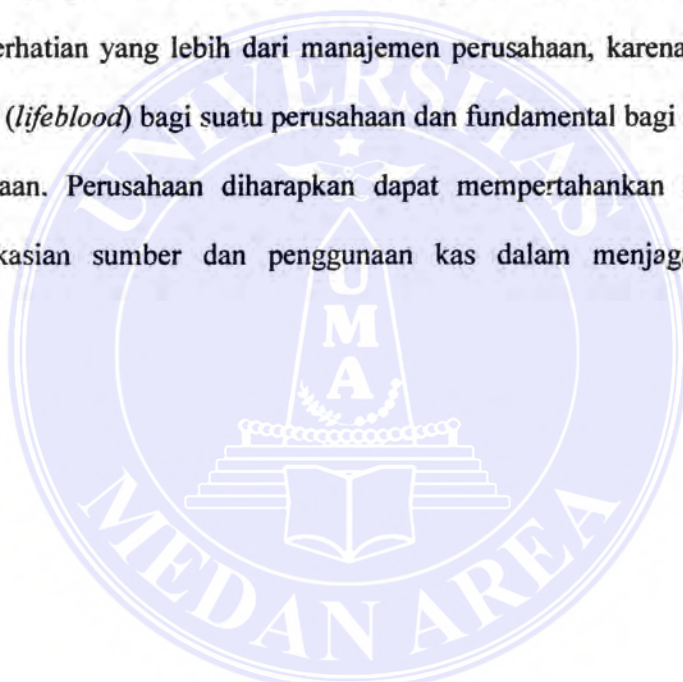 erhatian yang lebih dari manajemen perusahaan, karena
(lifeblood) bagi suatu perusahaan dan fundamental bagi
aan. Perusahaan diharapkan dapat mempertahankan
kasian sumber dan penggunaan kas dalam menjaga
UNIVERSITAS
UMA
MEDAN AREA